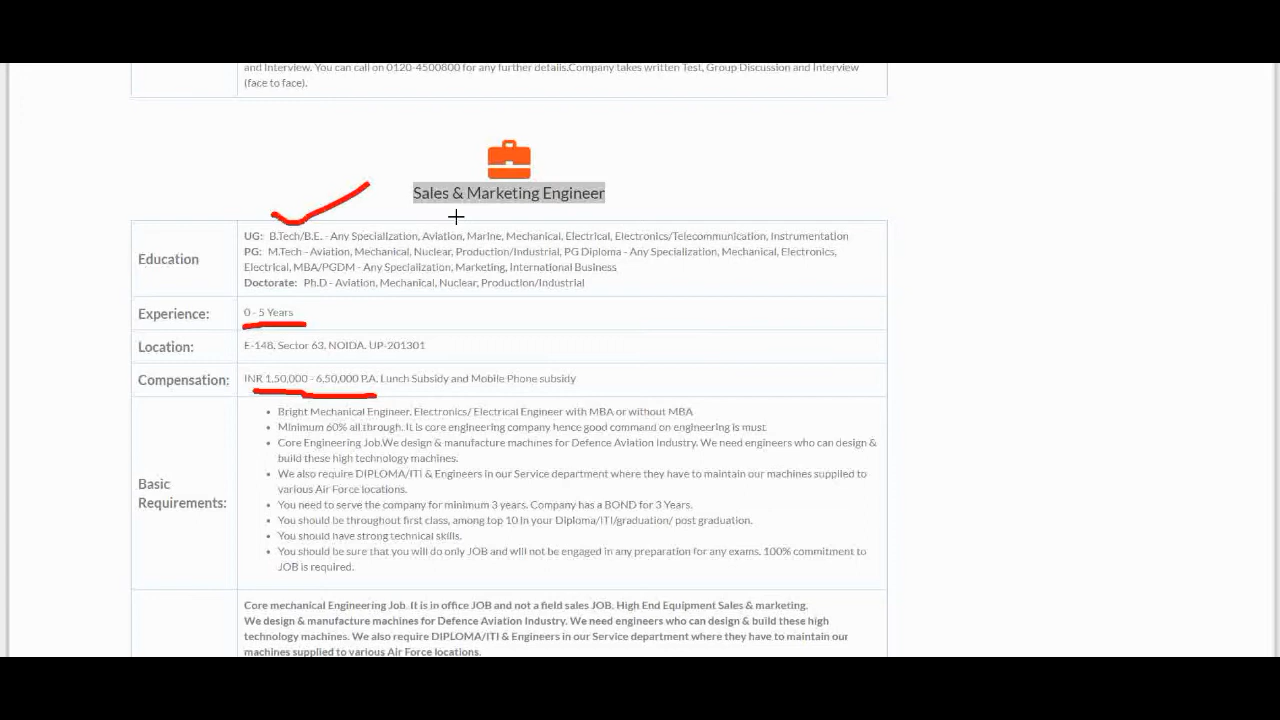 and Interview. You can call on 0120-4500800 for any further details.Company takes written Test, Group Discussion and Interview
(face to face).
Sales & Marketing Engineer
Education
UG: B.Tech/B.E. - Any Specialization, Aviation, Marine, Mechanical, Electrical, Electronics/Telecommunication, Instrumentation
PG: M.Tech - Aviation, Mechanical, Nuclear, Production/Industrial, PG Diploma - Any Specialization, Mechanical, Electronics,
Electrical, MBA/PGDM - Any Specialization, Marketing, International Business
Doctorate: Ph.D - Aviation, Mechanical, Nuclear, Production/Industrial
Experience:
0 - 5 Years
Location:
E-148, Sector 63, NOIDA, UP-201301
Compensation:
INR 1,50,000 - 6,50,000 P.A. Lunch Subsidy and Mobile Phone subsidy
Basic
Requirements:
Bright Mechanical Engineer, Electronics/ Electrical Engineer with MBA or without MBA
Minimum 60% all through. It is core engineering company hence good command on engineering is must
Core Engineering Job.We design & manufacture machines for Defence Aviation Industry. We need engineers who can design &
build these high technology machines.
We also require DIPLOMA/ITI & Engineers in our Service department where they have to maintain our machines supplied to
various Air Force locations.
You need to serve the company for minimum 3 years. Company has a BOND for 3 Years.
You should be throughout first class, among top 10 in your Diploma/ITI/graduation/ post graduation.
You should have strong technical skills.
You should be sure that you will do only JOB and will not be engaged in any preparation for any exams. 100% commitment to
JOB is required.
Core mechanical Engineering Job. It is in office JOB and not a field sales JOB. High End Equipment Sales & marketing.
We design & manufacture machines for Defence Aviation Industry. We need engineers who can design & build these high
technology machines. We also require DIPLOMA/ITI & Engineers in our Service department where they have to maintain our
machines supplied to various Air Force locations.